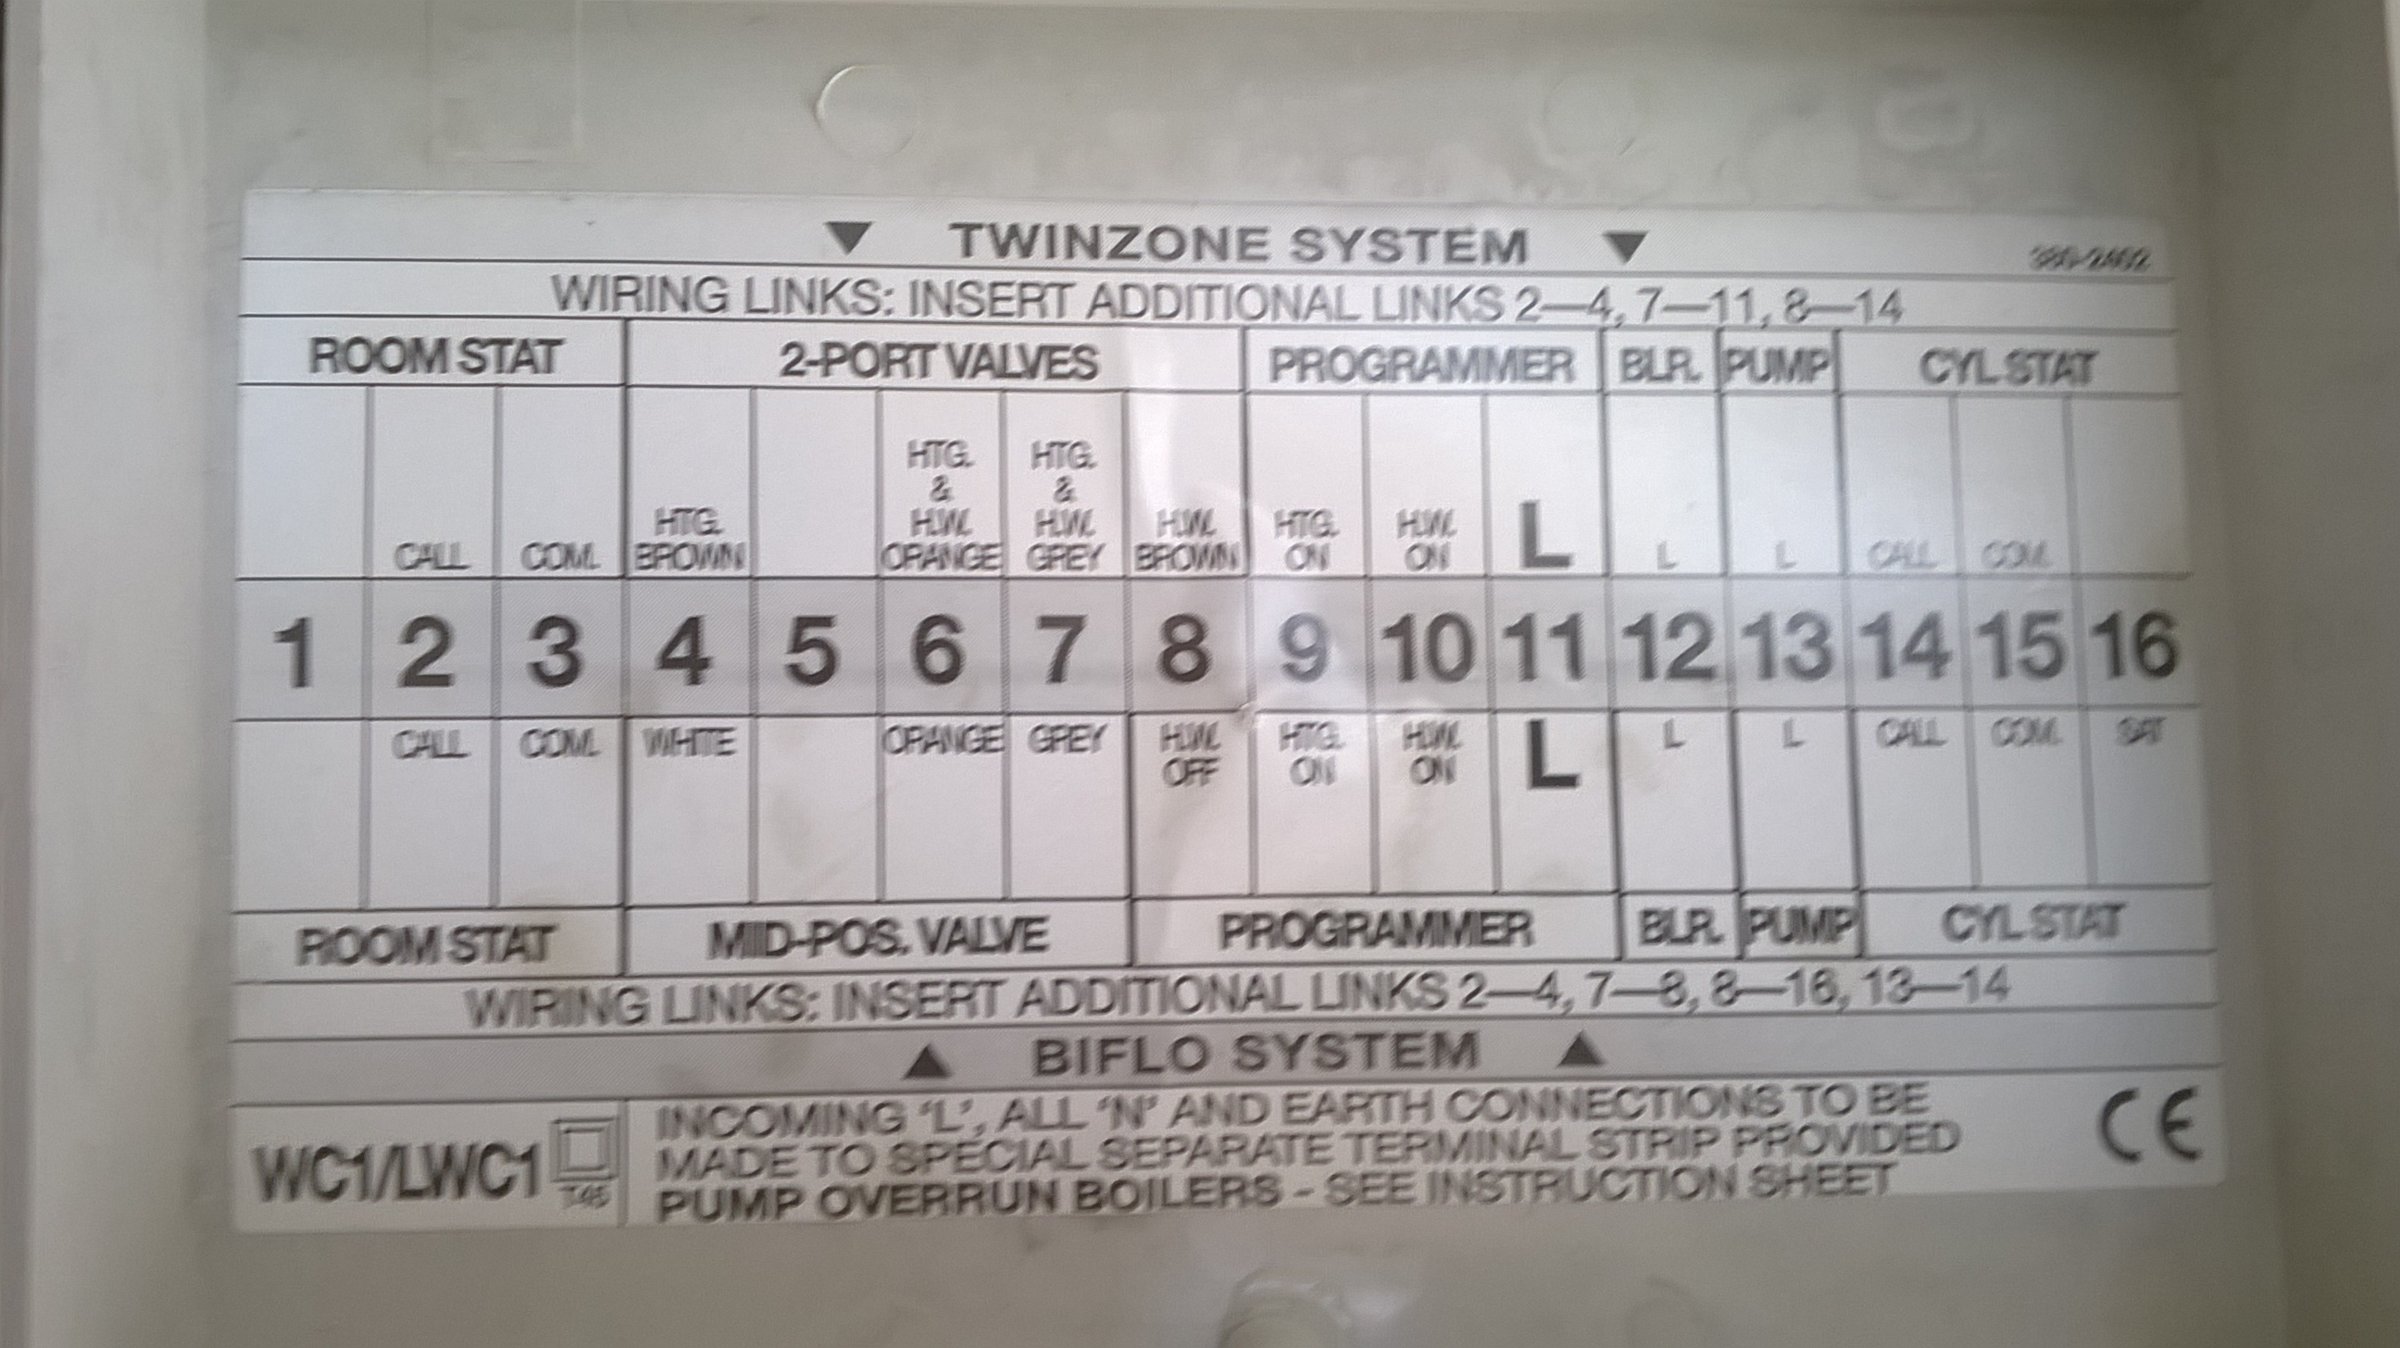 ▼ TWINZONE SYSTEM ▼
WIRING LINKS: INSERT ADDITIONAL LINKS 2—4, 7—11, 8—14
ROOM STAT 2-PORT VALVES PROGRAMMER BLR. PUMP CYL STAT
CALL COM. HTG. BROWN HTG. & H.W. ORANGE HTG. & H.W. GREY H.W. BROWN HTG. ON H.W. ON L L L CALL COM.
1 2 3 4 5 6 7 8 9 10 11 12 13 14 15 16
CALL COM. WHITE ORANGE GREY H.W. OFF HTG. ON H.W. ON L L L CALL COM. SAT
ROOM STAT MID-POS. VALVE PROGRAMMER BLR. PUMP CYL STAT
WIRING LINKS: INSERT ADDITIONAL LINKS 2—4, 7—8, 8—16, 13—14
▲ BIFLO SYSTEM ▲
WC1/LWC1 T45
INCOMING 'L', ALL 'N' AND EARTH CONNECTIONS TO BE
MADE TO SPECIAL SEPARATE TERMINAL STRIP PROVIDED
PUMP OVERRUN BOILERS - SEE INSTRUCTION SHEET
CE